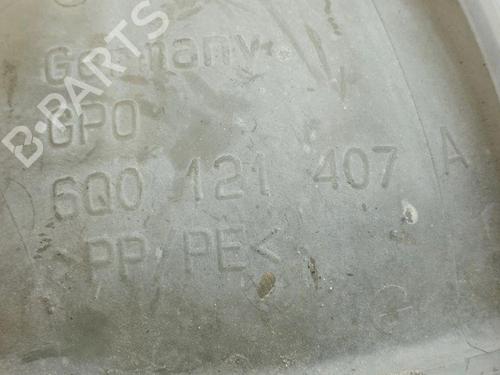 Germany
GPO
6Q0 121 407 A
>PP/PE<
B-PARTS